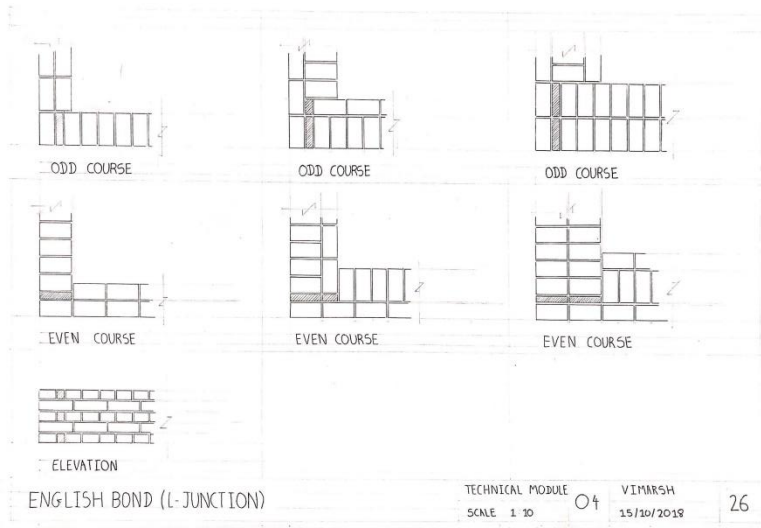 ODD COURSE
ODD COURSE
ODD COURSE
EVEN COURSE
EVEN COURSE
EVEN COURSE
ELEVATION
ENGLISH BOND (L-JUNCTION)
TECHNICAL MODULE 04
SCALE 1 10
VIMARSH
15/10/2018
26